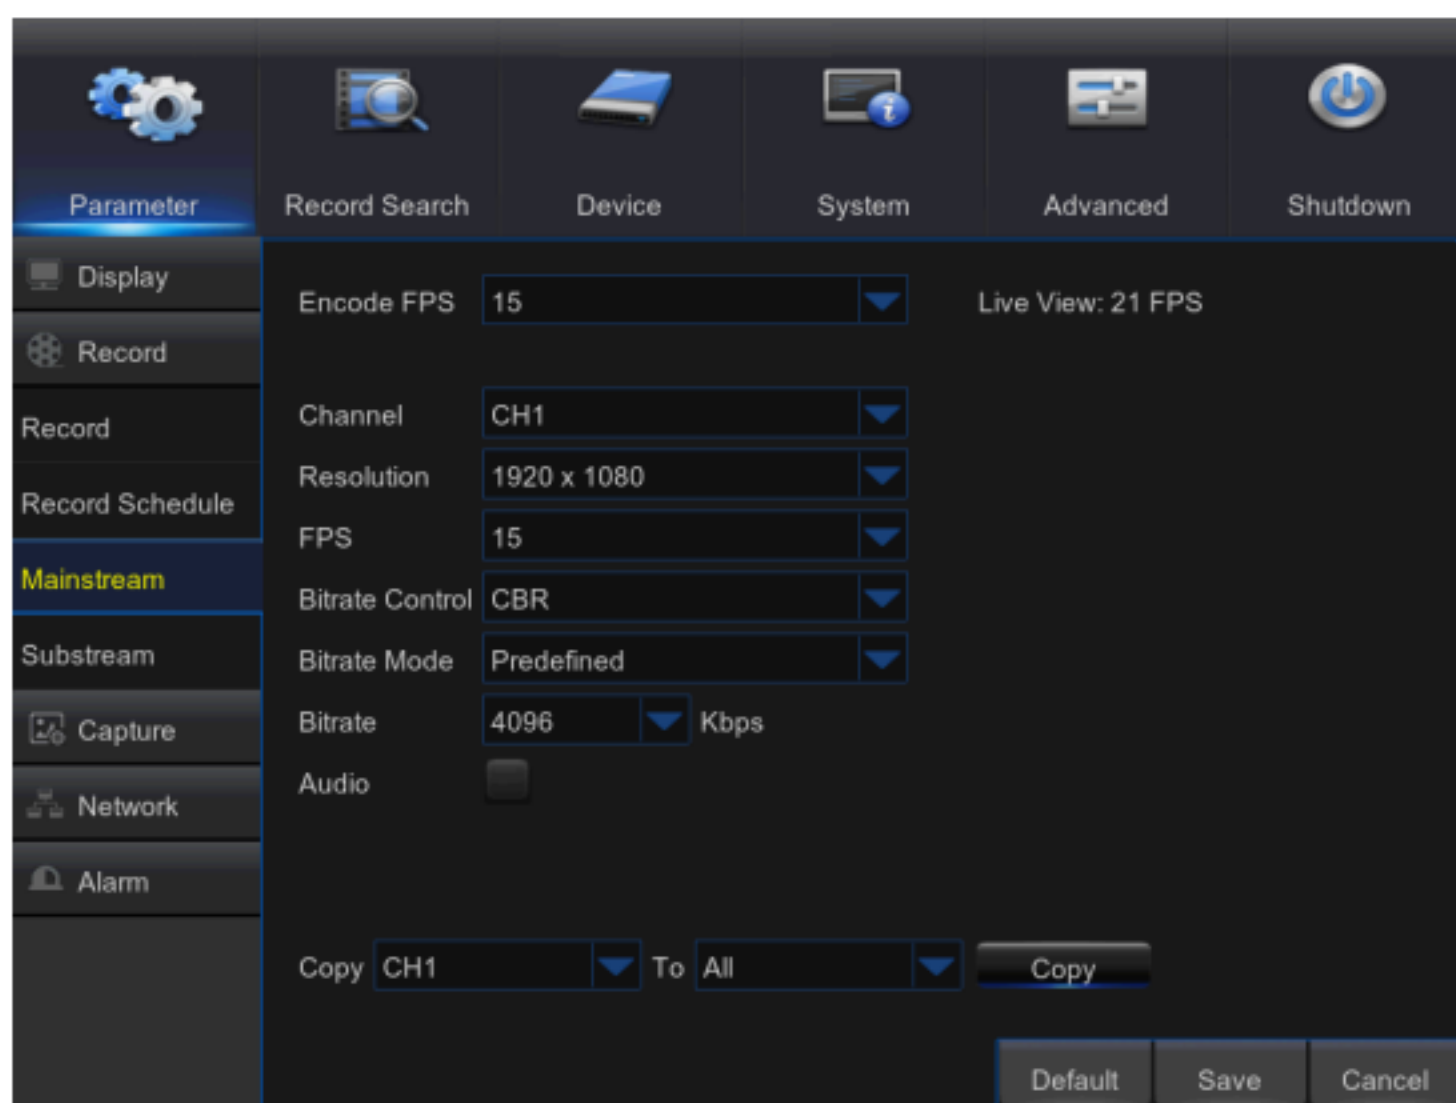 Parameter Record Search Device System Advanced Shutdown
Display
Record
Record
Record Schedule
Mainstream
Substream
Capture
Network
Alarm
Encode FPS 15 Live View: 21 FPS
Channel CH1
Resolution 1920 x 1080
FPS 15
Bitrate Control CBR
Bitrate Mode Predefined
Bitrate 4096 Kbps
Audio
Copy CH1 To All Copy
Default Save Cancel